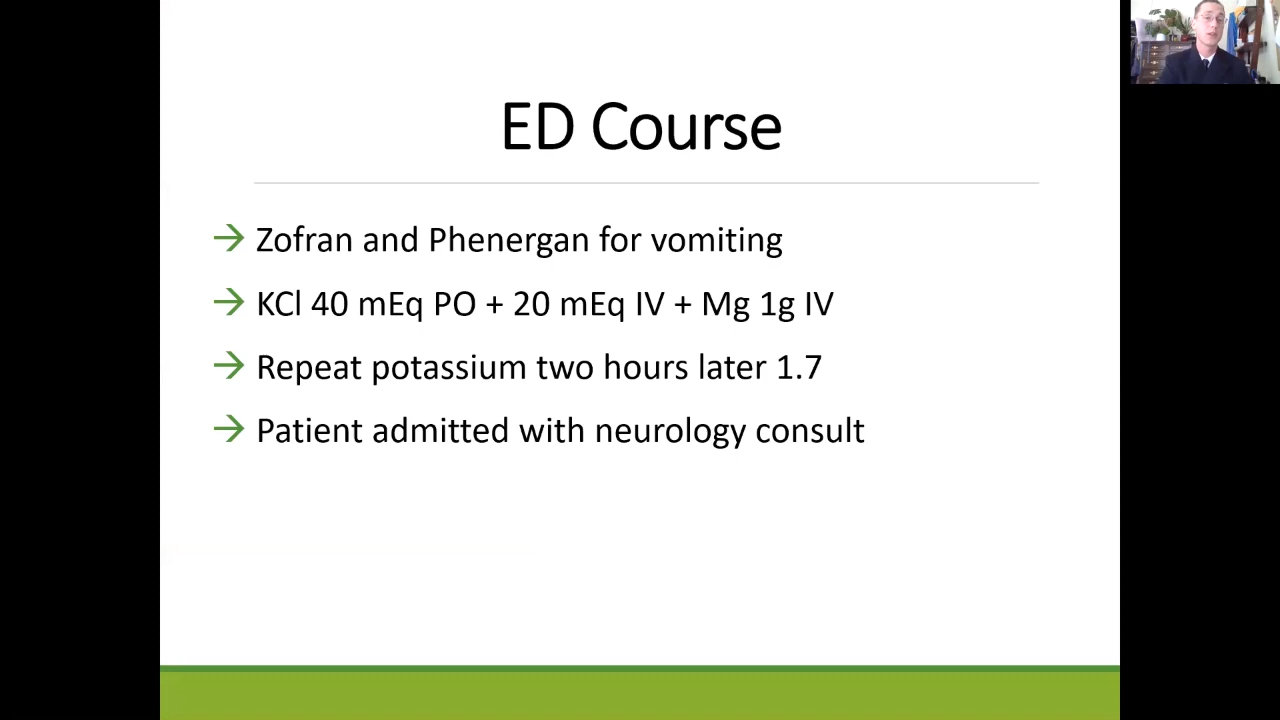 ED Course
→ Zofran and Phenergan for vomiting
→ KCl 40 mEq PO + 20 mEq IV + Mg 1g IV
→ Repeat potassium two hours later 1.7
→ Patient admitted with neurology consult